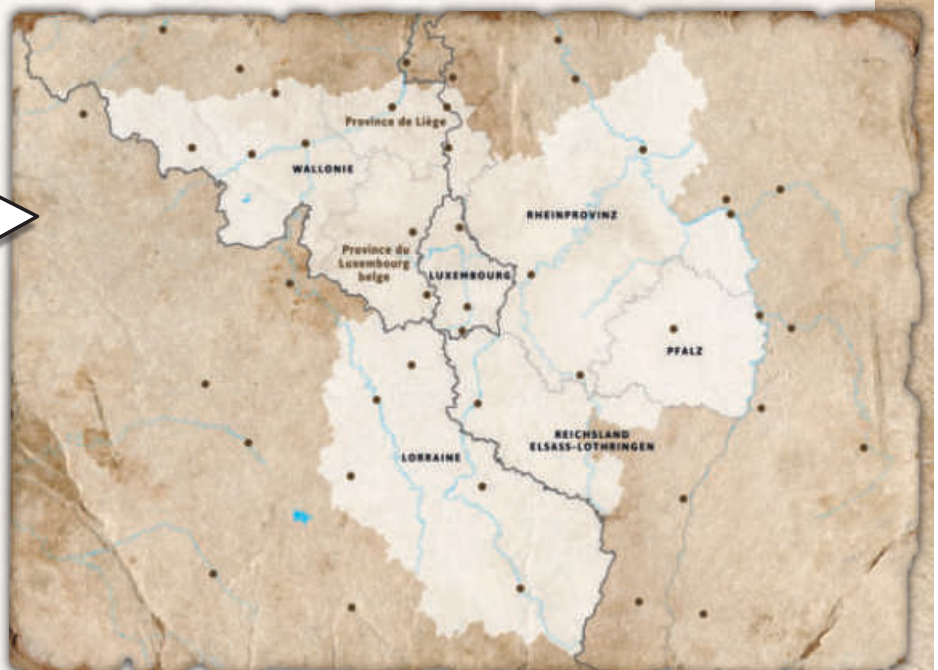 Province de Liège
WALLONIE
RHEINPROVINZ
Province du
Luxembourg
belge
LUXEMBOURG
PFALZ
REICHSLAND
ELSASS-LOTHRINGEN
LORRAINE